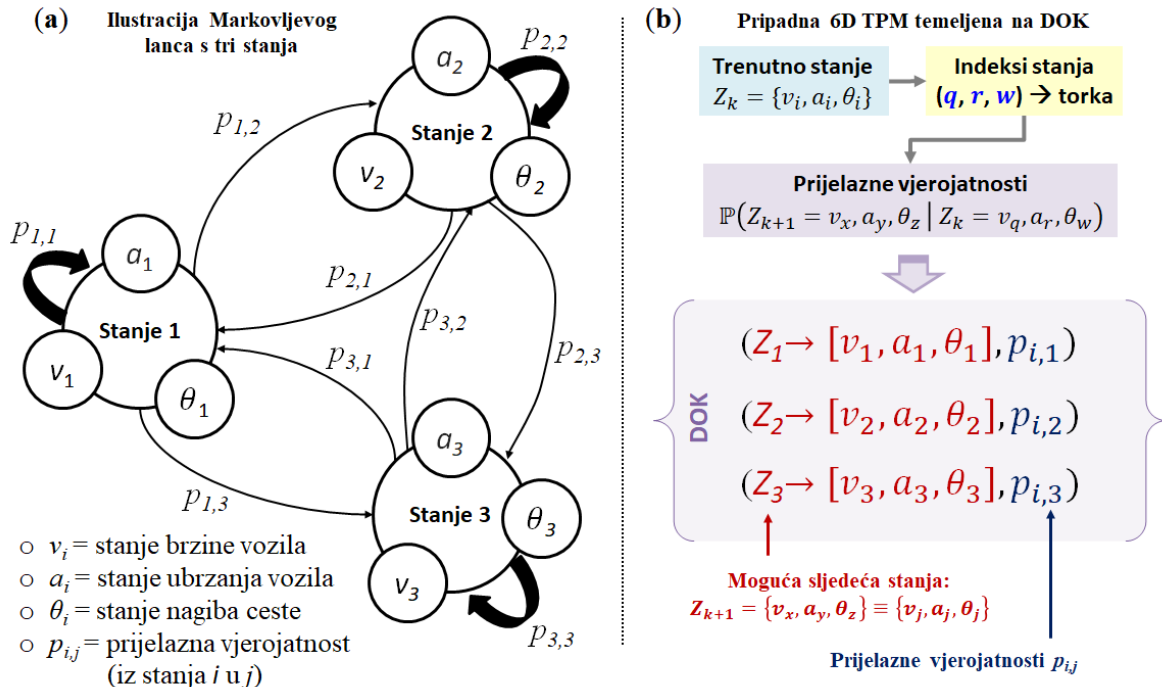 (a) Ilustracija Markovljevog
lanca s tri stanja
p1,1
a1
Stanje 1
v1
θ1
p1,2
a2
p2,2
Stanje 2
v2
θ2
p2,1
p3,2
p3,1
p2,3
p1,3
a3
Stanje 3
θ3
v3
p3,3
○ vi = stanje brzine vozila
○ ai = stanje ubrzanja vozila
○ θi = stanje nagiba ceste
○ pi,j = prijelazna vjerojatnost
(iz stanja i u j)
(b) Pripadna 6D TPM temeljena na DOK
Trenutno stanje
Zk = {vi, ai, θi}
Indeksi stanja
(q, r, w) → torka
Prijelazne vjerojatnosti
ℙ(Zk+1 = vx, ay, θz | Zk = vq, ar, θw)
DOK
(Z1→ [v1, a1, θ1], pi,1)
(Z2→ [v2, a2, θ2], pi,2)
(Z3→ [v3, a3, θ3], pi,3)
Moguća sljedeća stanja:
Zk+1 = {vx, ay, θz} ≡ {vj, aj, θj}
Prijelazne vjerojatnosti pi,j